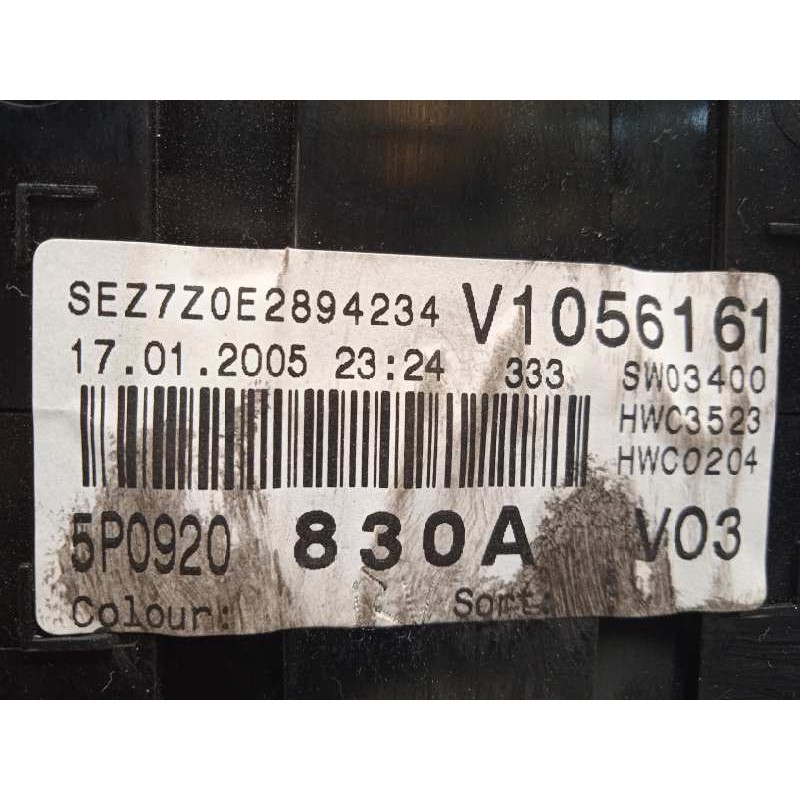 SEZ7Z0E2894234 V1056161
17.01.2005 23:24 333 SW03400
HWC3523
HWC0204
5P0920 830A V03
Colour: Sort: